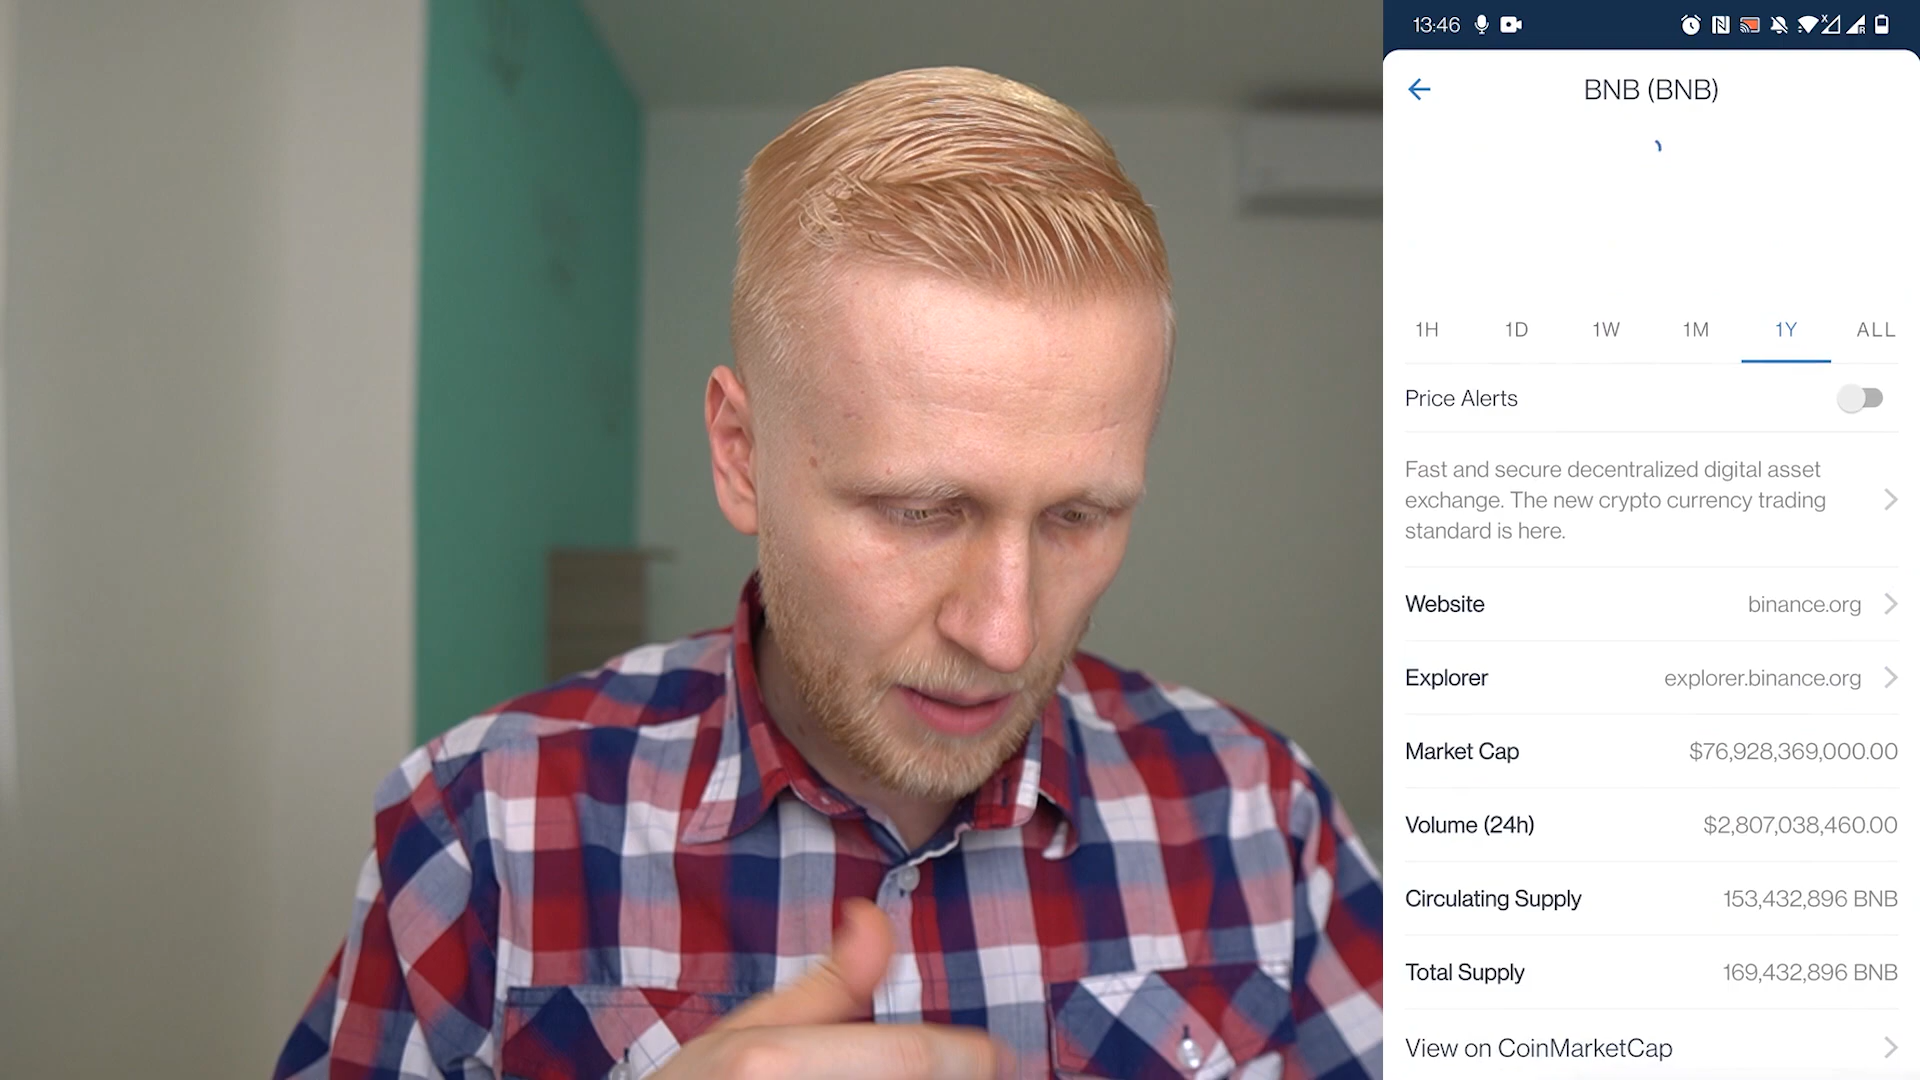 13:46
BNB (BNB)
1H 1D 1W 1M 1Y ALL
Price Alerts
Fast and secure decentralized digital asset
exchange. The new crypto currency trading
standard is here.
Website binance.org
Explorer explorer.binance.org
Market Cap $76,928,369,000.00
Volume (24h) $2,807,038,460.00
Circulating Supply 153,432,896 BNB
Total Supply 169,432,896 BNB
View on CoinMarketCap